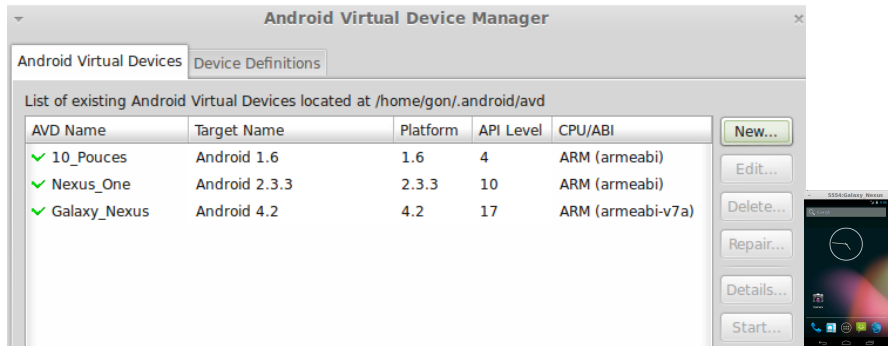 Android Virtual Device Manager
Android Virtual Devices Device Definitions
List of existing Android Virtual Devices located at /home/gon/.android/avd
AVD Name Target Name Platform API Level CPU/ABI
10_Pouces Android 1.6 1.6 4 ARM (armeabi)
Nexus_One Android 2.3.3 2.3.3 10 ARM (armeabi)
Galaxy_Nexus Android 4.2 4.2 17 ARM (armeabi-v7a)
New...
Edit...
Delete...
Repair...
Details...
Start...
5554:Galaxy_Nexus